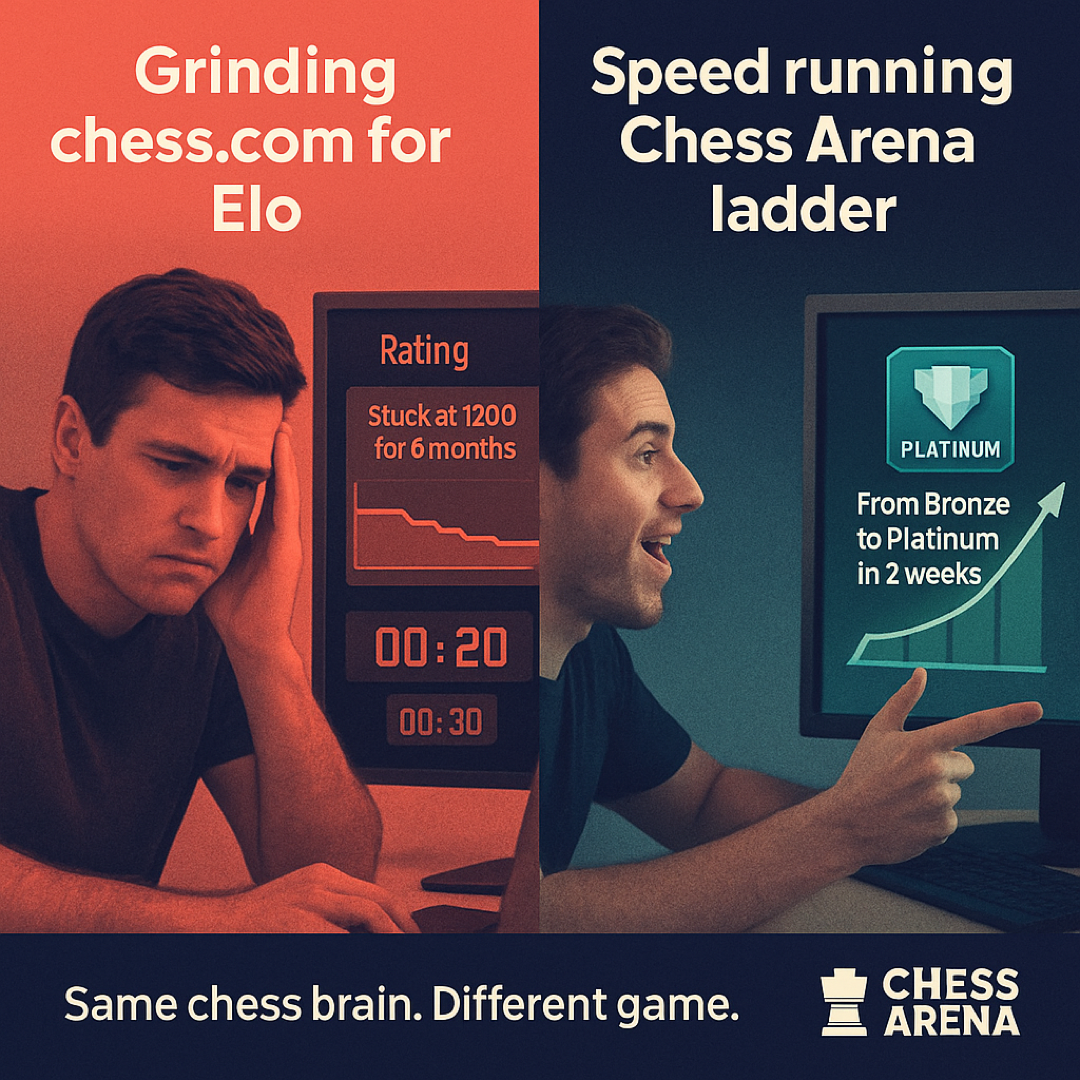 Grinding
chess.com for
Elo
Rating
Stuck at 1200
for 6 months
00:20
00:30
Speed running
Chess Arena
ladder
PLATINUM
From Bronze
to Platinum
in 2 weeks
Same chess brain. Different game.
CHESS
ARENA